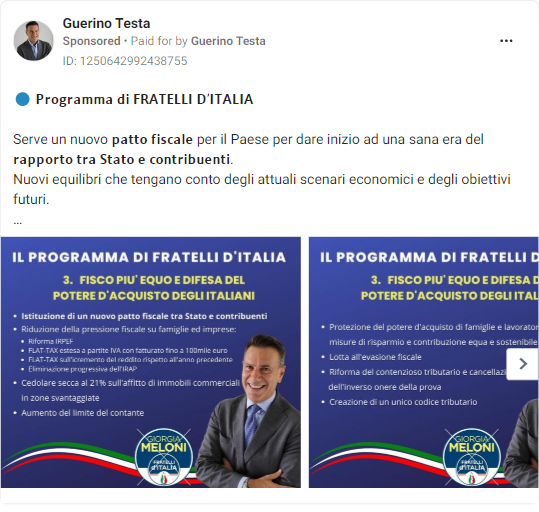 Guerino Testa
Sponsored • Paid for by Guerino Testa
ID: 1250642992438755
Programma di FRATELLI D'ITALIA
Serve un nuovo patto fiscale per il Paese per dare inizio ad una sana era del
rapporto tra Stato e contribuenti.
Nuovi equilibri che tengano conto degli attuali scenari economici e degli obiettivi
futuri.
...
IL PROGRAMMA DI FRATELLI D'ITALIA
3. FISCO PIU' EQUO E DIFESA DEL
POTERE D'ACQUISTO DEGLI ITALIANI
• Istituzione di un nuovo patto fiscale tra Stato e contribuenti
• Riduzione della pressione fiscale su famiglie ed imprese:
• Riforma IRPEF
• FLAT-TAX estesa a partite IVA con fatturato fino a 100mile euro
• FLAT-TAX sull'incremento del reddito rispetto all'anno precedente
• Eliminazione progressiva dell'IRAP
• Cedolare secca al 21% sull'affitto di immobili commerciali
in zone svantaggiate
• Aumento del limite del contante
GIORGIA
MELONI
FRATELLI
d'ITALIA
IL PROGRAMMA DI FRATELLI D
3. FISCO PIU' EQUO E DIFESA D
POTERE D'ACQUISTO DEGLI ITA
• Protezione del potere d'acquisto di famiglie e lavorator
misure di risparmio e contribuzione equa e sostenibile
• Lotta all'evasione fiscale
• Riforma del contenzioso tributario e cancellazi
dell'inverso onere della prova
• Creazione di un unico codice tributario
GIORGIA
MELONI
FRATELLI
d'ITALIA